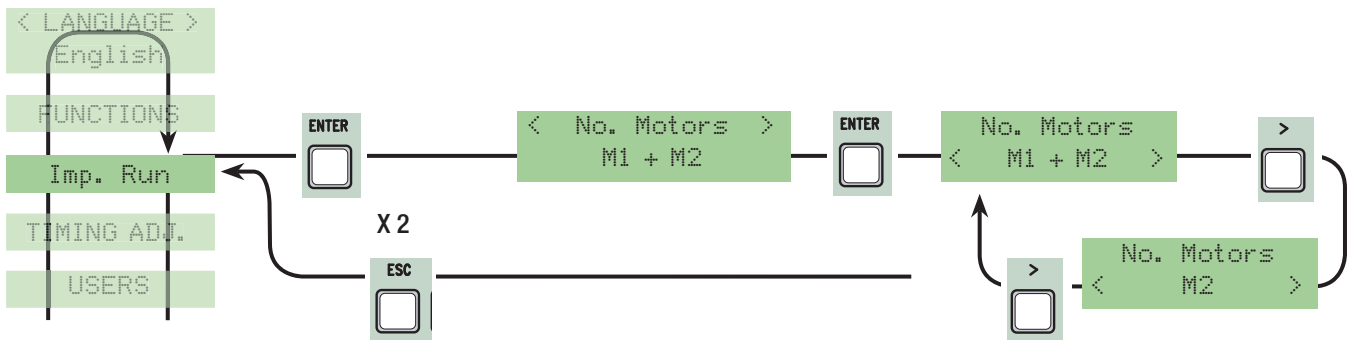 < LANGUAGE >
English
FUNCTIONS
Imp. Run
TIMING ADJ.
USERS
ENTER
< No. Motors >
M1 + M2
ENTER
No. Motors
< M1 + M2 >
>
X 2
ESC
>
No. Motors
< M2 >